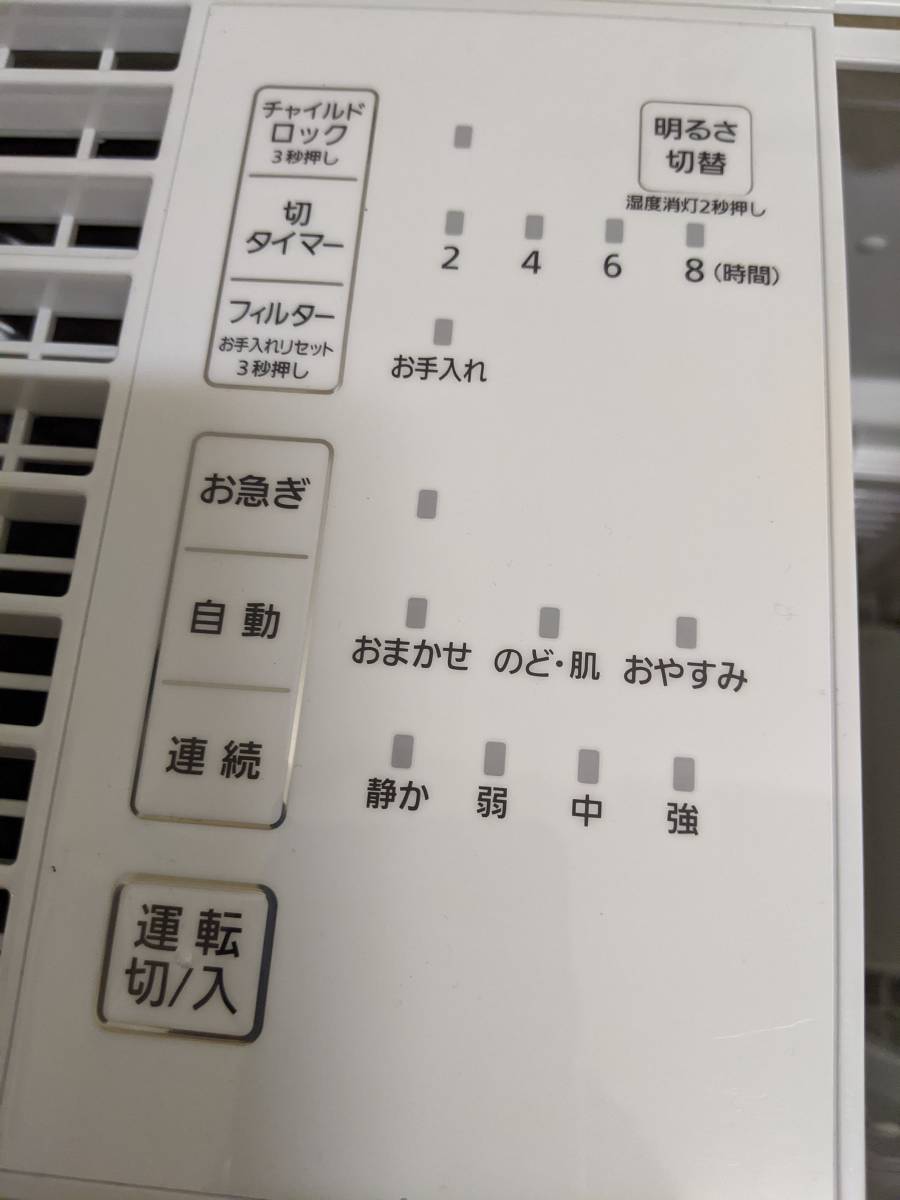 チャイルド
ロック
3秒押し
明るさ
切替
湿度消灯2秒押し
切
タイマー
2 4 6 8(時間)
フィルター
お手入れリセット
3秒押し
お手入れ
お急ぎ
自動
おまかせ のど・肌 おやすみ
連続
静か 弱 中 強
運転
切/入